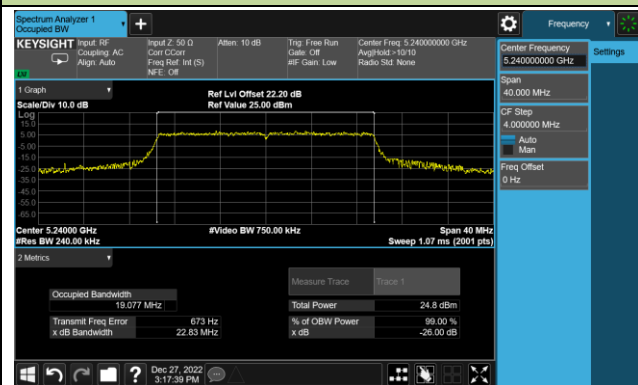 Spectrum Analyzer 1
Occupied BW
+
Frequency
KEYSIGHT
Input: RF
Coupling: AC
Align: Auto
Input Z: 50 Ω
Corr CCorr
Freq Ref: Int (S)
NFE: Off
Atten: 10 dB
Trig: Free Run
Gate: Off
#IF Gain: Low
Center Freq: 5.240000000 GHz
Avg|Hold:>10/10
Radio Std: None
Center Frequency
5.240000000 GHz
Settings
Span
40.000 MHz
CF Step
4.000000 MHz
Auto
Man
Freq Offset
0 Hz
1 Graph
Scale/Div 10.0 dB
Ref Lvl Offset 22.20 dB
Ref Value 25.00 dBm
Log
15.0
5.00
-5.00
-15.0
-25.0
-35.0
-45.0
-55.0
-65.0
Center 5.24000 GHz
#Res BW 240.00 kHz
#Video BW 750.00 kHz
Span 40 MHz
Sweep 1.07 ms (2001 pts)
2 Metrics
Measure Trace
Trace 1
Occupied Bandwidth
19.077 MHz
Total Power
24.8 dBm
Transmit Freq Error
673 Hz
% of OBW Power
99.00 %
x dB Bandwidth
22.83 MHz
x dB
-26.00 dB
?
Dec 27, 2022
3:17:39 PM